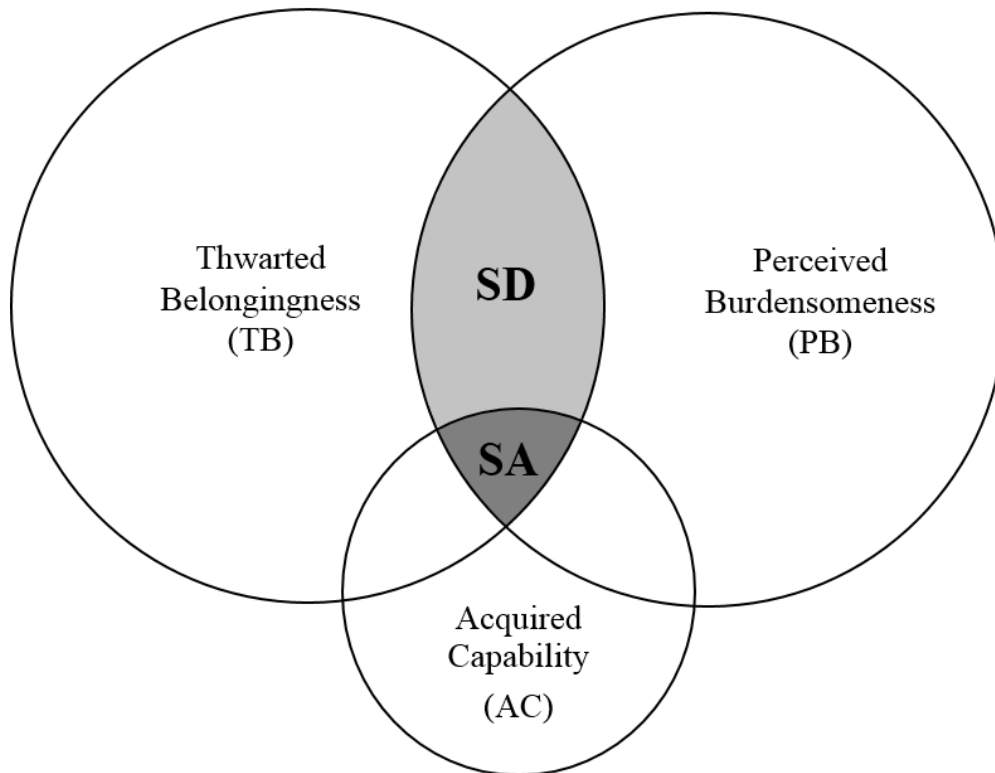 Thwarted
Belongingness
(TB)
SD
Perceived
Burdensomeness
(PB)
SA
Acquired
Capability
(AC)